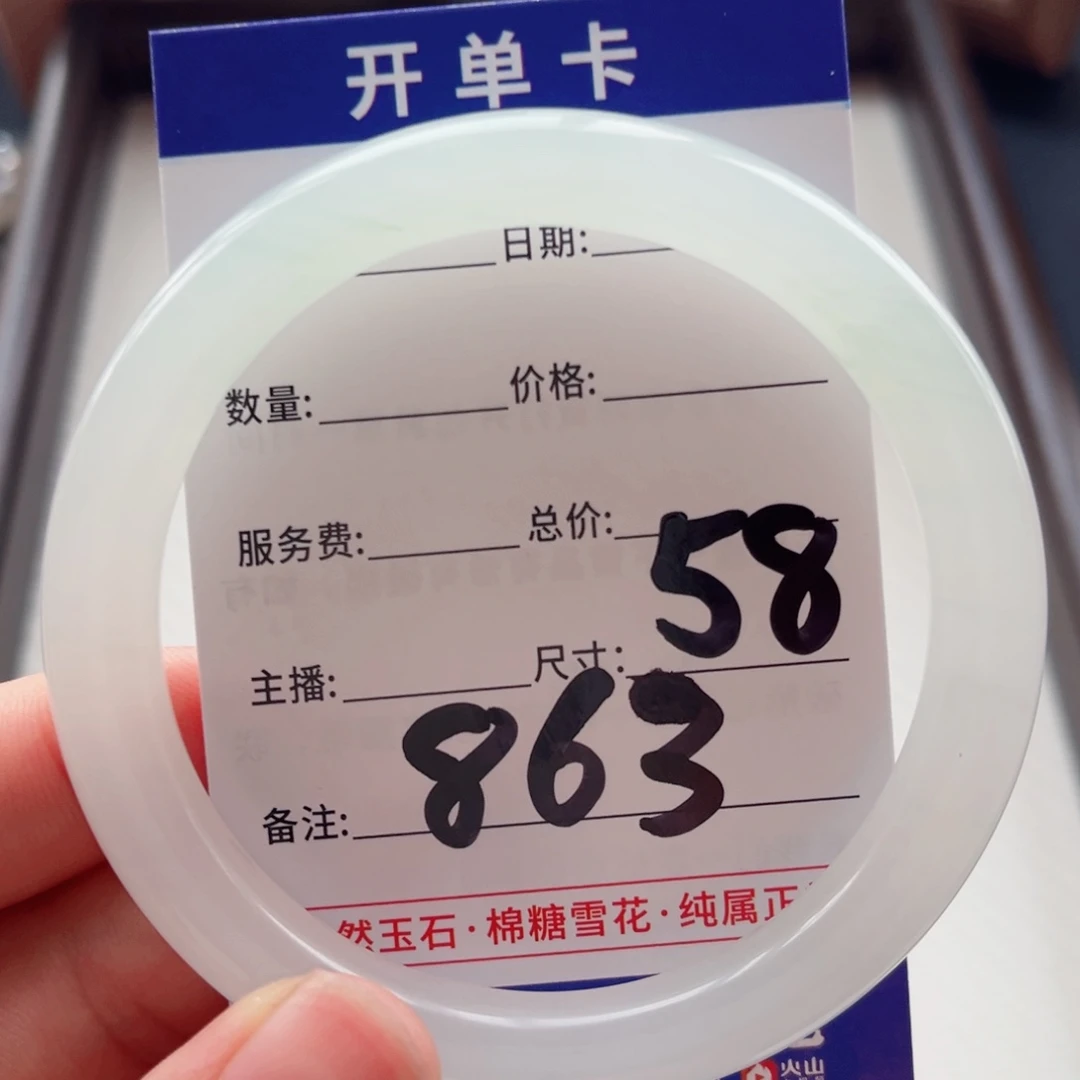 开单卡
日期:
数量: 价格:
服务费: 总价:
58
主播: 尺寸:
863
备注:
然玉石·棉糖雪花·纯属正
火山